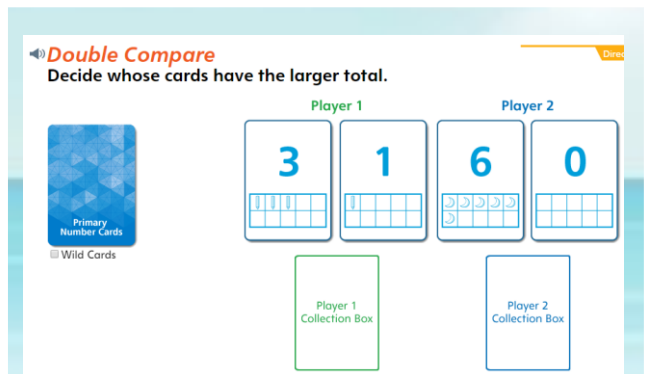 Double Compare
Direc
Decide whose cards have the larger total.
Player 1
Player 2
3
1
6
0
Primary
Number Cards
Wild Cards
Player 1
Collection Box
Player 2
Collection Box